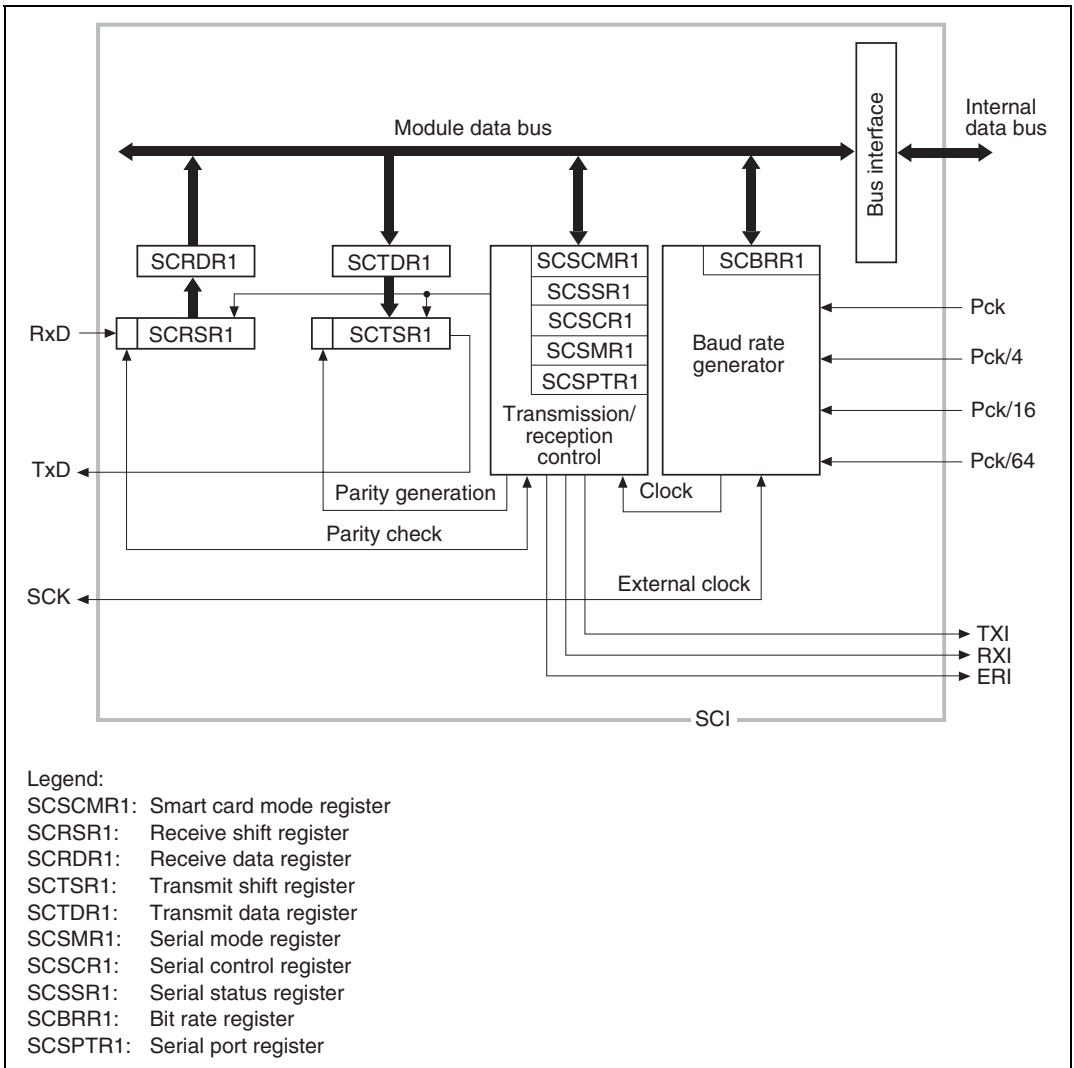 Module data bus
Bus interface
Internal
data bus
SCRDR1
SCTDR1
SCSCMR1
SCBRR1
SCSSR1
SCRSR1
SCTSR1
SCSCR1
SCSMR1
SCSPTR1
Transmission/
reception
control
Baud rate
generator
Pck
Pck/4
Pck/16
Pck/64
RxD
TxD
Parity generation
Clock
Parity check
SCK
External clock
TXI
RXI
ERI
SCI
Legend:
SCSCMR1: Smart card mode register
SCRSR1: Receive shift register
SCRDR1: Receive data register
SCTSR1: Transmit shift register
SCTDR1: Transmit data register
SCSMR1: Serial mode register
SCSCR1: Serial control register
SCSSR1: Serial status register
SCBRR1: Bit rate register
SCSPTR1: Serial port register